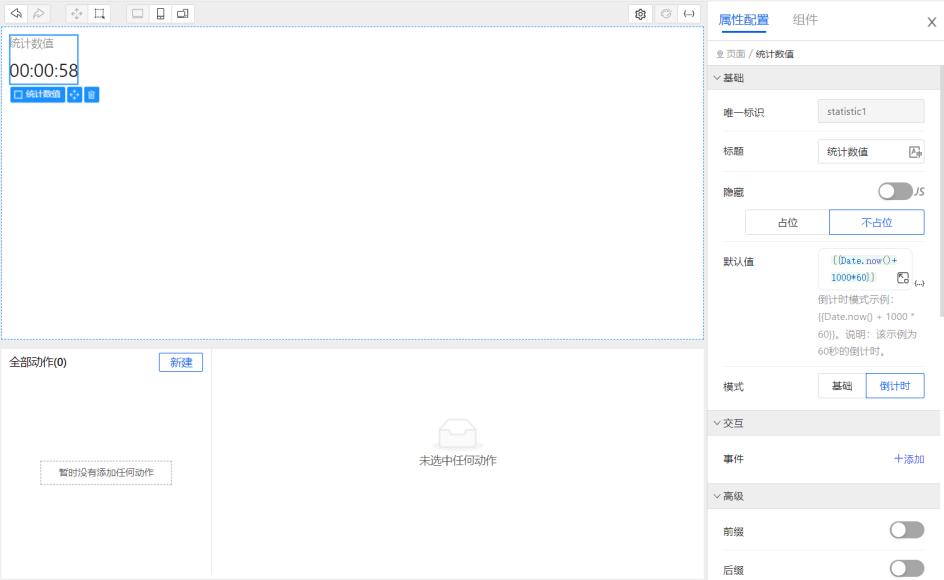 统计数值
00:00:58
统计数值
全部动作(0)
新建
暂时没有添加任何动作
未选中任何动作
属性配置
组件
页面 / 统计数值
基础
唯一标识
statistic1
标题
统计数值
隐藏
JS
占位
不占位
默认值
{{Date.now()+
1000*60}}
{...}
倒计时模式示例：
{{Date.now() + 1000 *
60}}。说明：该示例为
60秒的倒计时。
模式
基础
倒计时
交互
事件
+添加
高级
前缀
后缀